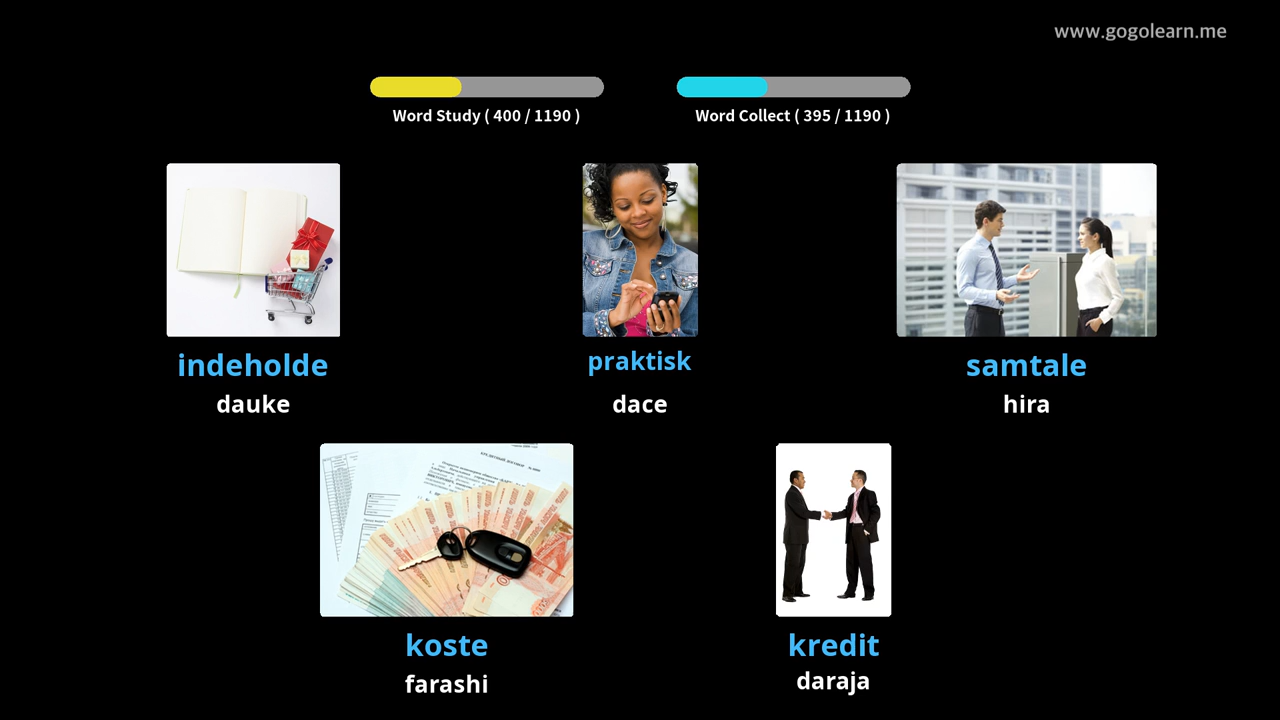 www.gogolearn.me
Word Study ( 400 / 1190 )
Word Collect ( 395 / 1190 )
indeholde
dauke
praktisk
dace
samtale
hira
koste
farashi
kredit
daraja